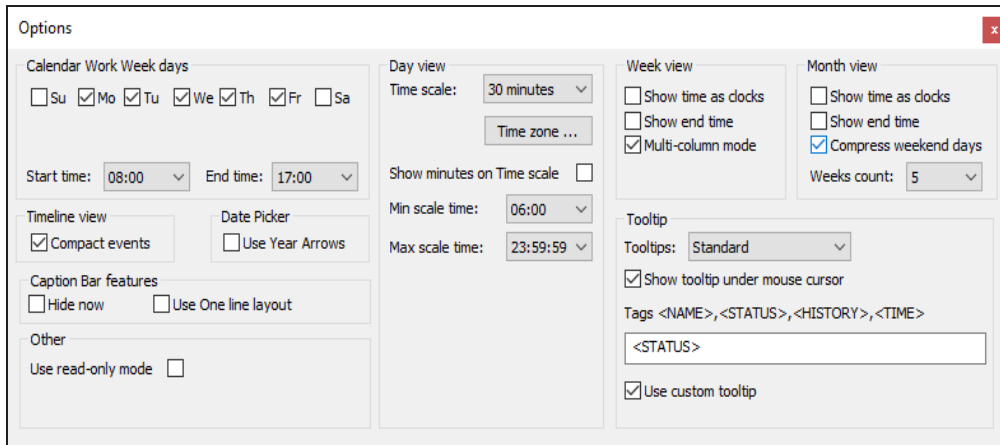 Options
x
Calendar Work Week days
Su Mo Tu We Th Fr Sa
Start time: 08:00 End time: 17:00
Timeline view
Compact events
Date Picker
Use Year Arrows
Caption Bar features
Hide now Use One line layout
Other
Use read-only mode
Day view
Time scale: 30 minutes
Time zone ...
Show minutes on Time scale
Min scale time: 06:00
Max scale time: 23:59:59
Week view
Show time as clocks
Show end time
Multi-column mode
Month view
Show time as clocks
Show end time
Compress weekend days
Weeks count: 5
Tooltip
Tooltips: Standard
Show tooltip under mouse cursor
Tags <NAME>,<STATUS>,<HISTORY>,<TIME>
<STATUS>
Use custom tooltip